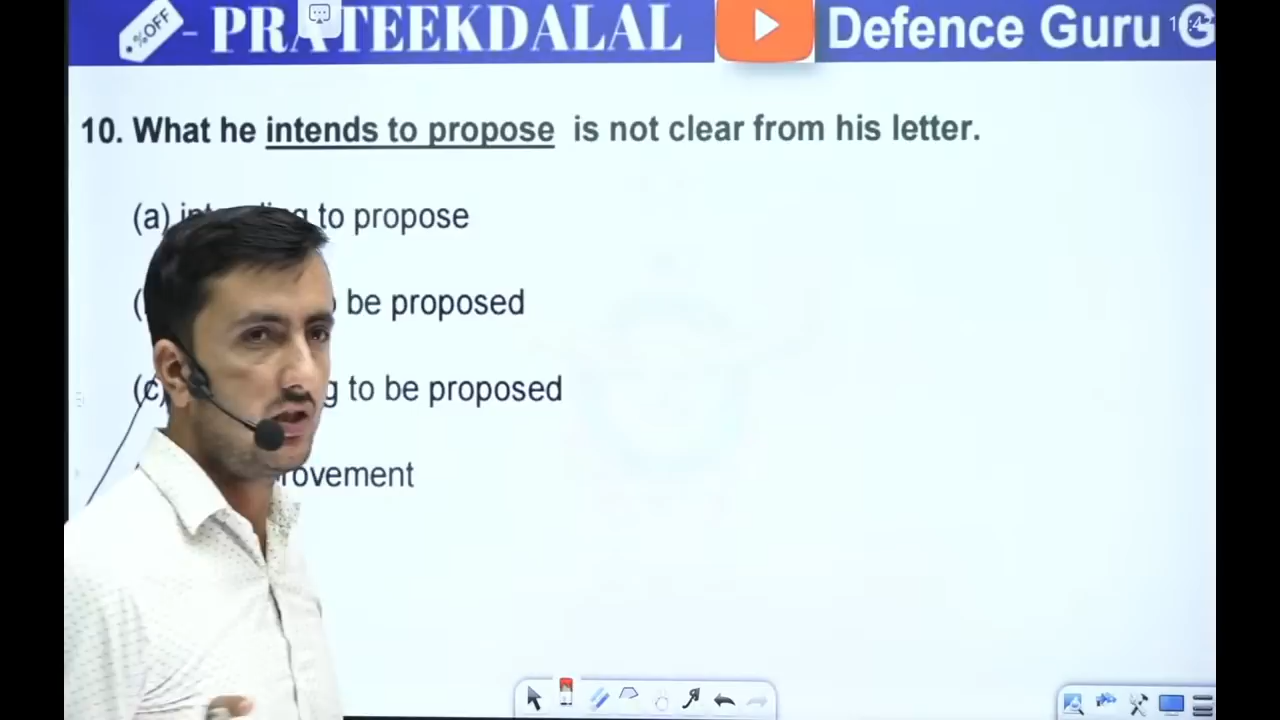 %OFF - PRATEEKDALAL Defence Guru G
10. What he intends to propose is not clear from his letter.
(a) to propose
be proposed
(c) to be proposed